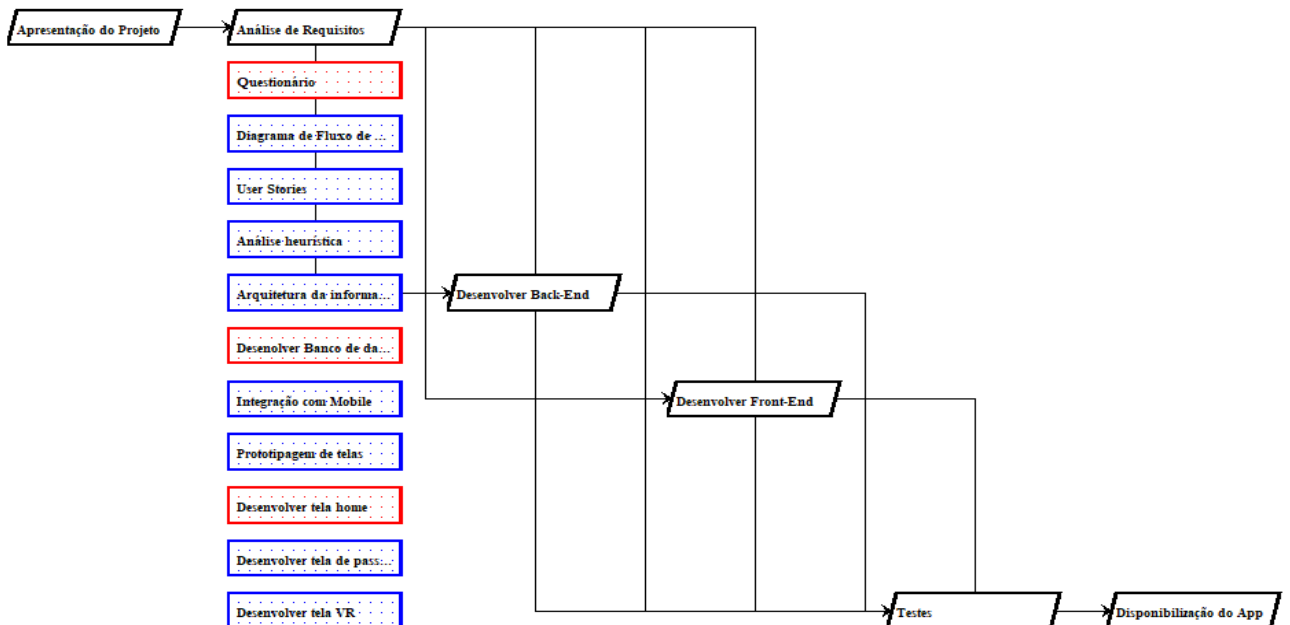 Apresentação do Projeto
Análise de Requisitos
Questionário
Diagrama de Fluxo de ...
User Stories
Análise heurística
Arquitetura da informa...
Desenvolver Back-End
Desenolver Banco de da...
Integração com Mobile
Desenvolver Front-End
Prototipagem de telas
Desenvolver tela home
Desenvolver tela de pass...
Desenvolver tela VR
Testes
Disponibilização do App